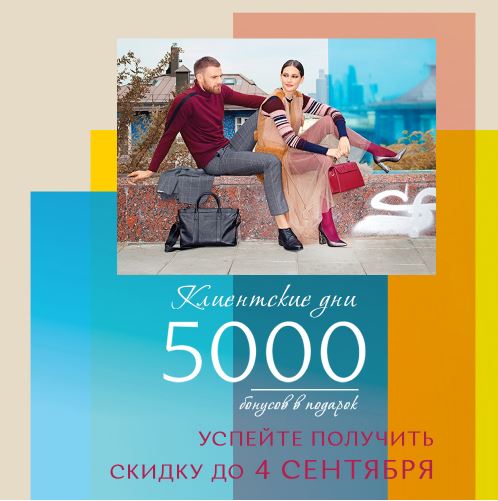 Клиентские дни
5000
бонусов в подарок
УСПЕЙТЕ ПОЛУЧИТЬ
СКИДКУ ДО 4 СЕНТЯБРЯ